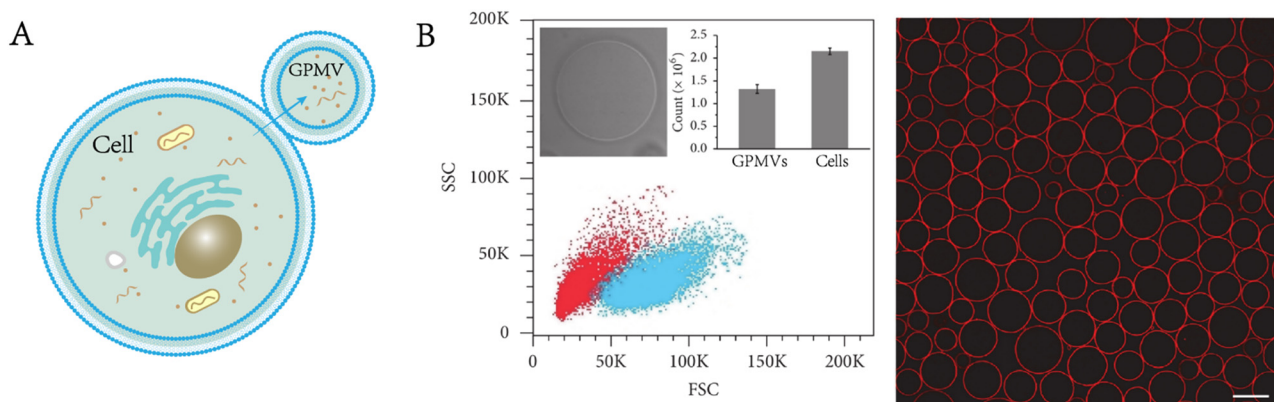 A
GPMV
Cell
B
SSC
200K
150K
100K
50K
0
0
50K
100K
150K
200K
FSC
Count (× 10⁶)
2.5
2.0
1.5
1.0
0.5
0.0
GPMVs
Cells